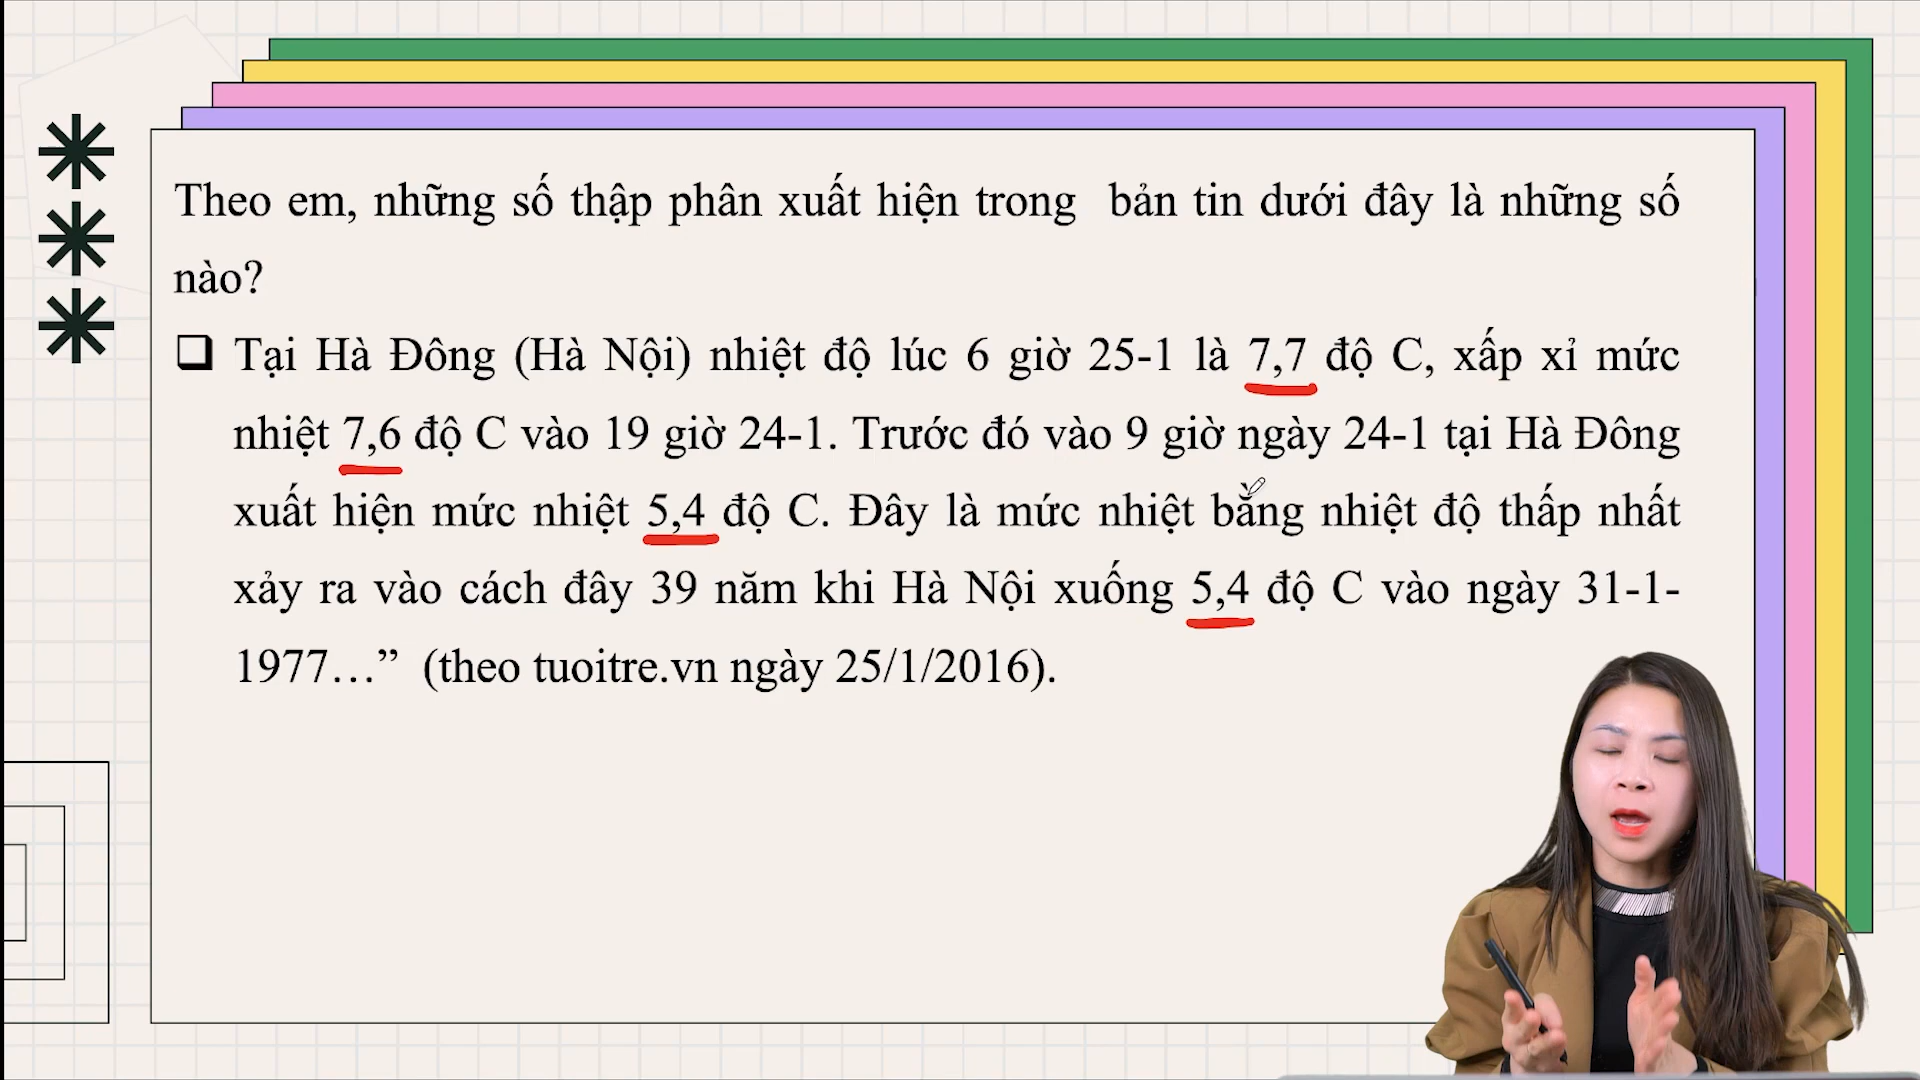 Theo em, những số thập phân xuất hiện trong bản tin dưới đây là những số
nào?
Tại Hà Đông (Hà Nội) nhiệt độ lúc 6 giờ 25-1 là 7,7 độ C, xấp xỉ mức
nhiệt 7,6 độ C vào 19 giờ 24-1. Trước đó vào 9 giờ ngày 24-1 tại Hà Đông
xuất hiện mức nhiệt 5,4 độ C. Đây là mức nhiệt bằng nhiệt độ thấp nhất
xảy ra vào cách đây 39 năm khi Hà Nội xuống 5,4 độ C vào ngày 31-1-
1977…” (theo tuoitre.vn ngày 25/1/2016).